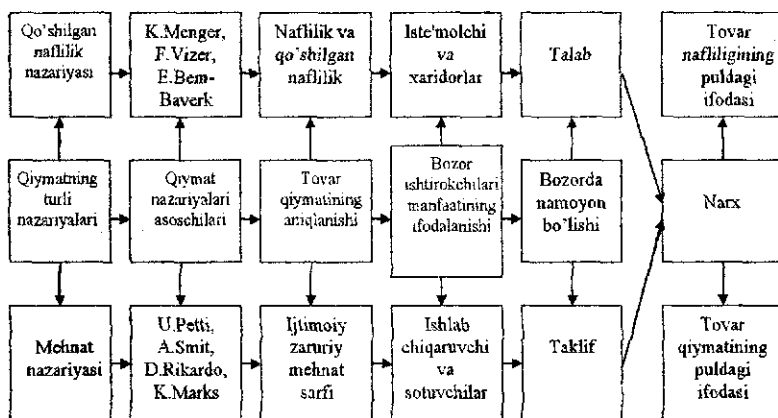 Qo'shilgan
naflilik
nazariyasi
K.Menger,
F.Vizer,
E.Bem-
Baverk
Naflilik va
qo'shilgan
naflilik
Iste'molchi
va
xaridorlar
Talab
Tovar
nafliligining
puldagi
ifodasi
Qiymatning
turli
nazariyalari
Qiymat
nazariyalari
asoschilari
Tovar
qiymatining
aniqlanishi
Bozor
ishtirokchilari
manfaatining
ifodalanishi
Bozorda
namoyon
bo'lishi
Narx
Mehnat
nazariyasi
U.Petti,
A.Smit,
D.Rikardo,
K.Marks
Ijtimoiy
zaruriy
mehnat
sarfi
Ishlab
chiqaruvchi
va
sotuvchilar
Taklif
Tovar
qiymatining
puldagi
ifodasi